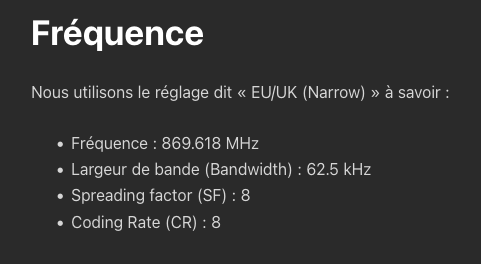 Fréquence
Nous utilisons le réglage dit « EU/UK (Narrow) » à savoir :
• Fréquence : 869.618 MHz
• Largeur de bande (Bandwidth) : 62.5 kHz
• Spreading factor (SF) : 8
• Coding Rate (CR) : 8